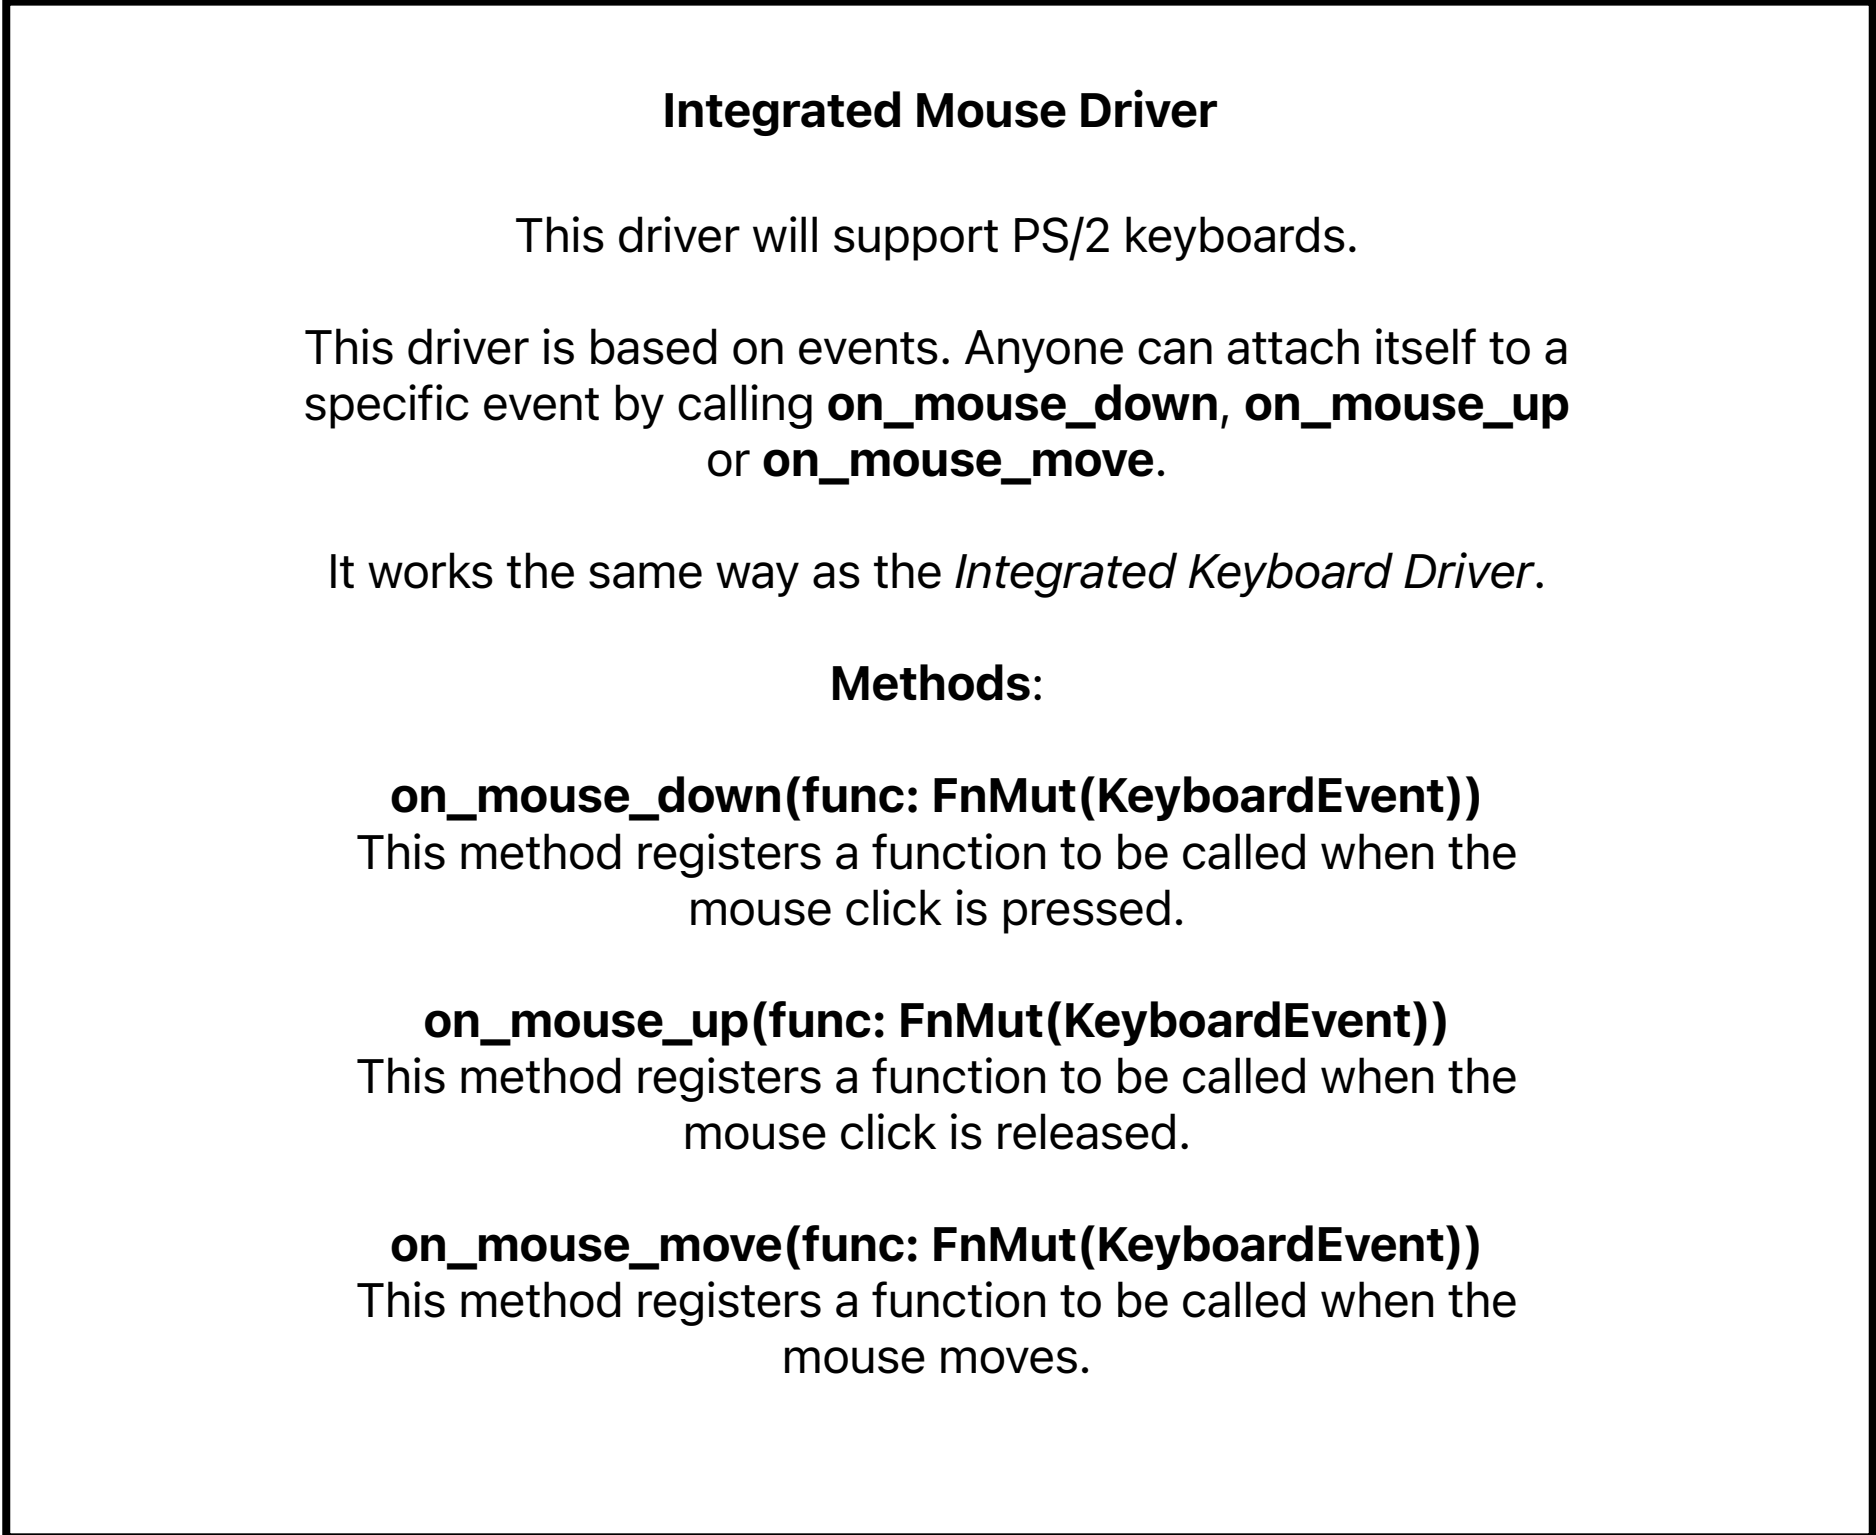 Integrated Mouse Driver
This driver will support PS/2 keyboards.
This driver is based on events. Anyone can attach itself to a
specific event by calling on_mouse_down, on_mouse_up
or on_mouse_move.
It works the same way as the Integrated Keyboard Driver.
Methods:
on_mouse_down(func: FnMut(KeyboardEvent))
This method registers a function to be called when the
mouse click is pressed.
on_mouse_up(func: FnMut(KeyboardEvent))
This method registers a function to be called when the
mouse click is released.
on_mouse_move(func: FnMut(KeyboardEvent))
This method registers a function to be called when the
mouse moves.